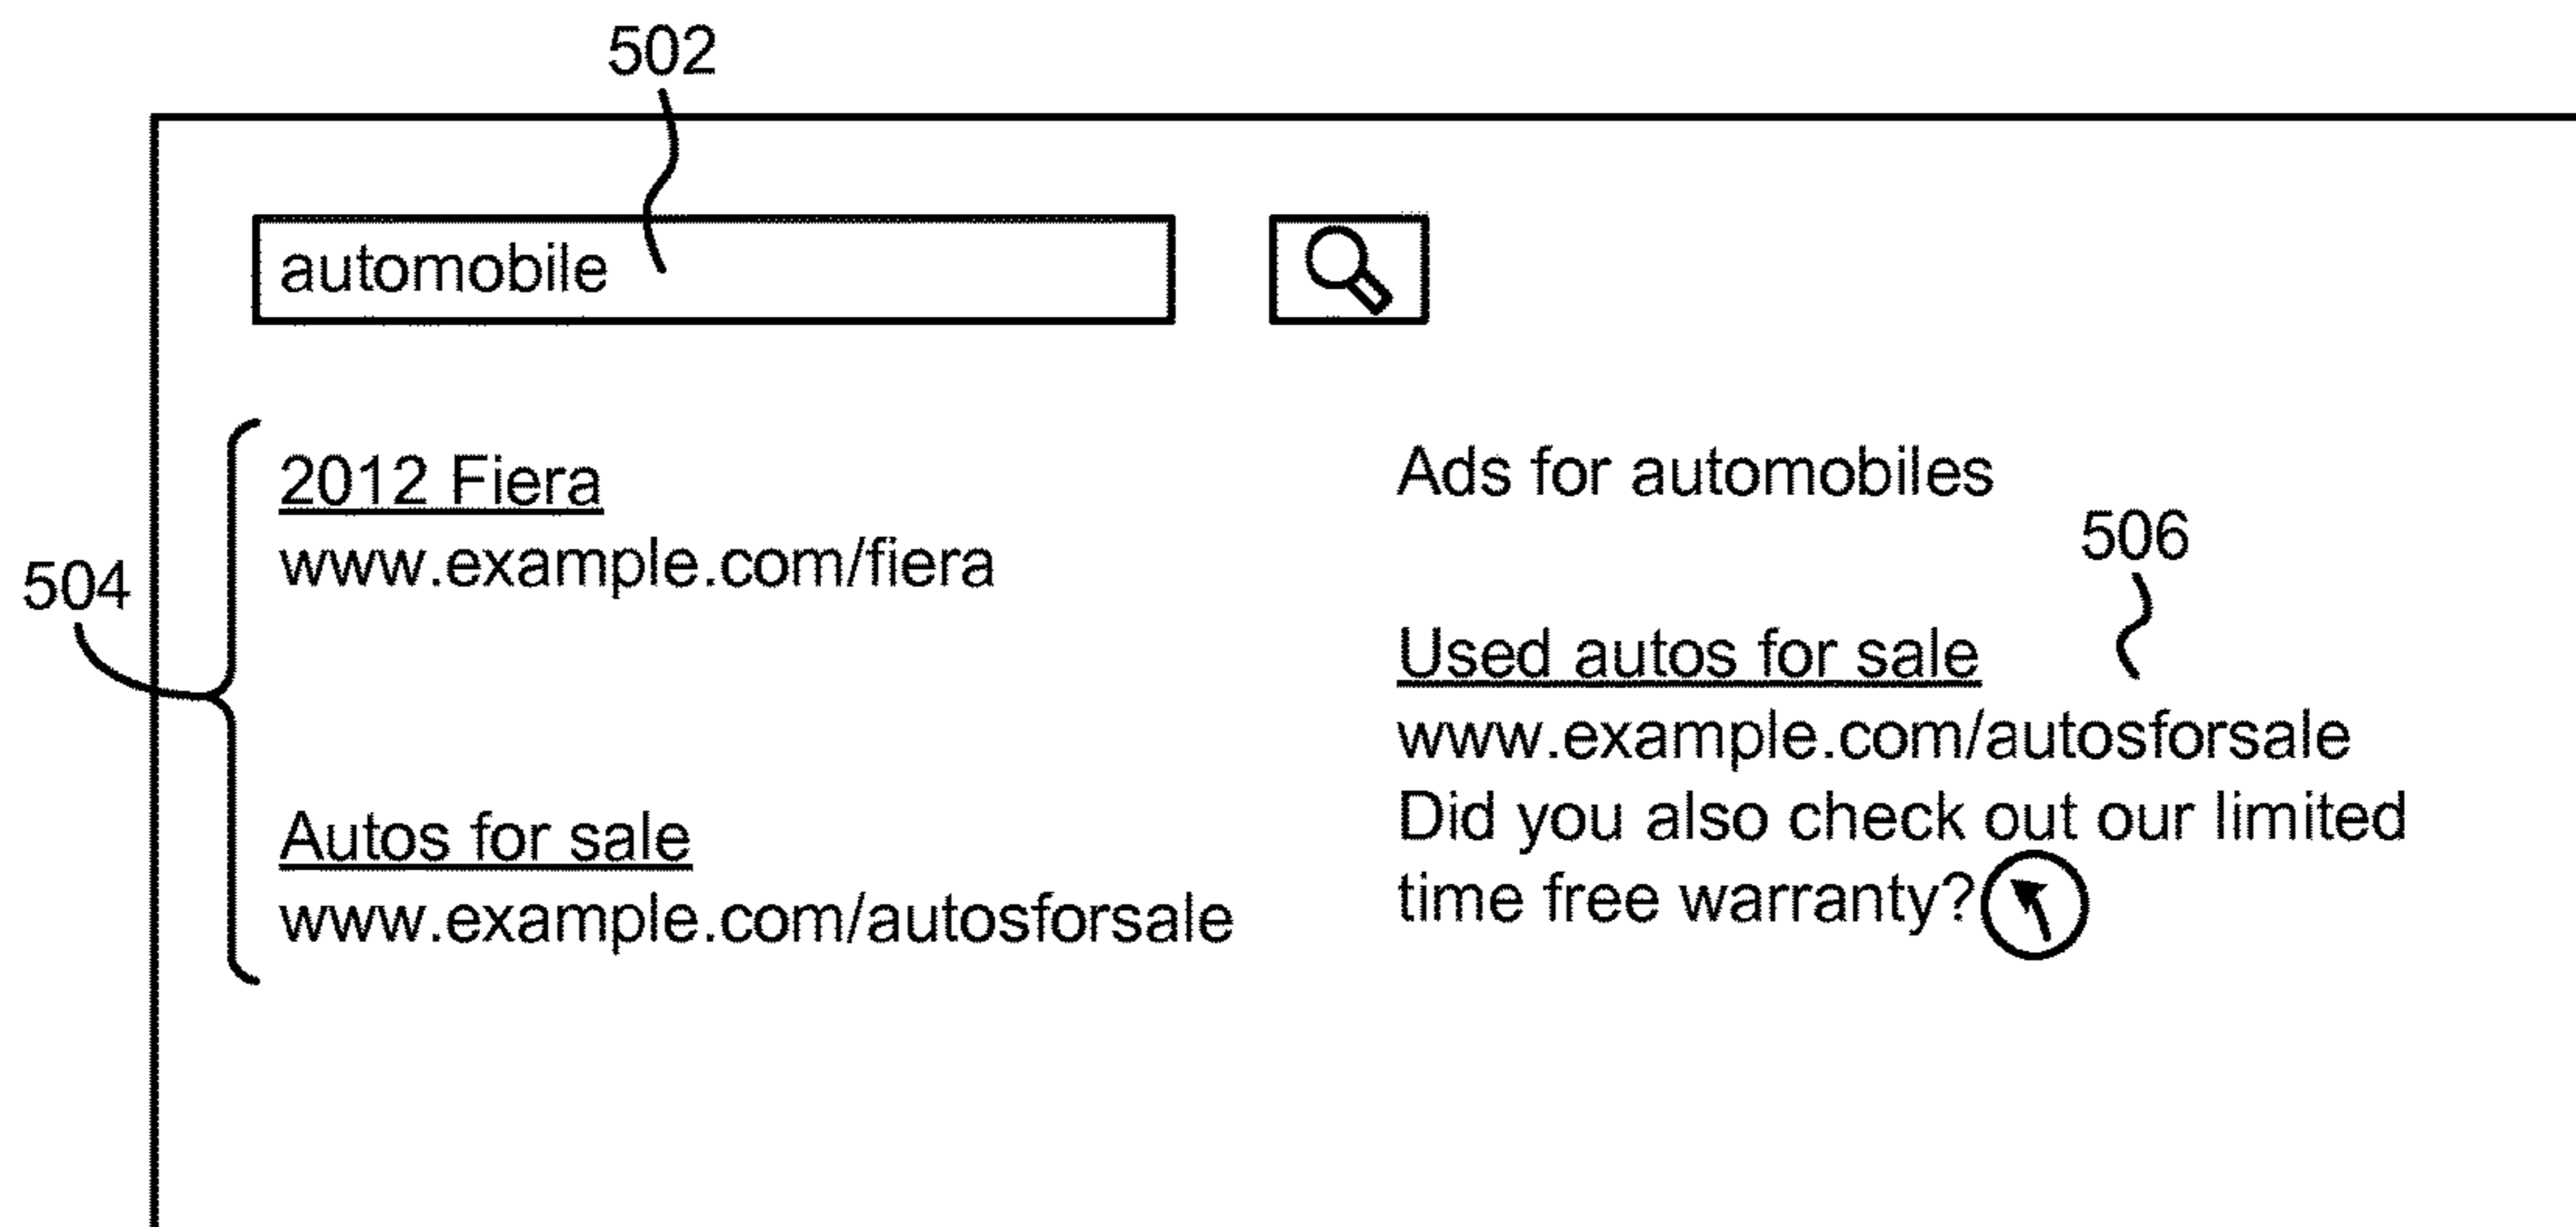 502
automobile
504
2012 Fiera
www.example.com/fiera
Autos for sale
www.example.com/autosforsale
Ads for automobiles
506
Used autos for sale
www.example.com/autosforsale
Did you also check out our limited
time free warranty?